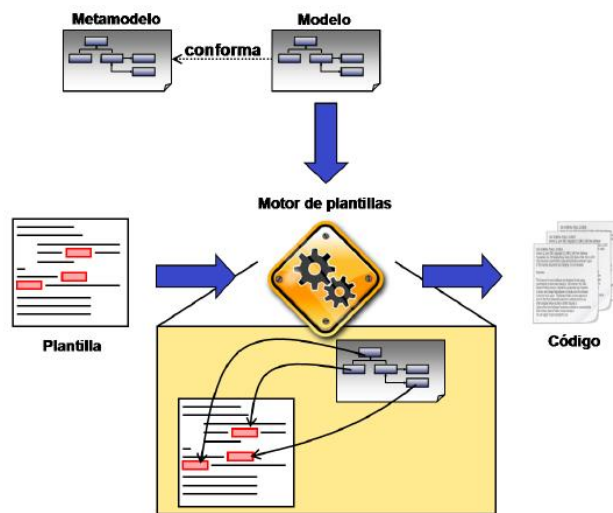 Metamodelo
Modelo
conforma
Motor de plantillas
Plantilla
Código